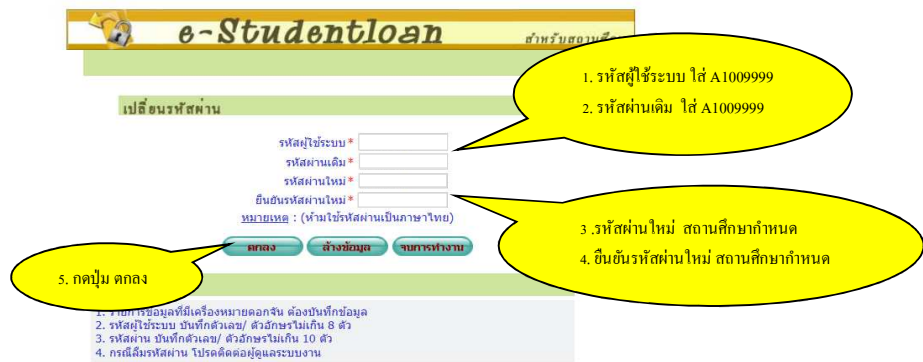 e-Studentloan
สำหรับสถานศึกษา
1. รหัสผู้ใช้ระบบ ใส่ A1009999
2. รหัสผ่านเดิม ใส่ A1009999
เปลี่ยนรหัสผ่าน
รหัสผู้ใช้ระบบ *
รหัสผ่านเดิม *
รหัสผ่านใหม่ *
ยืนยันรหัสผ่านใหม่ *
หมายเหตุ : (ห้ามใช้รหัสผ่านเป็นภาษาไทย)
3 .รหัสผ่านใหม่ สถานศึกษากำหนด
4. ยืนยันรหัสผ่านใหม่ สถานศึกษากำหนด
ตกลง ล้างข้อมูล จบการทำงาน
5. กดปุ่ม ตกลง
1. รายการข้อมูลที่มีเครื่องหมายดอกจัน ต้องบันทึกข้อมูล
2. รหัสผู้ใช้ระบบ บันทึกตัวเลข/ ตัวอักษรไม่เกิน 8 ตัว
3. รหัสผ่าน บันทึกตัวเลข/ ตัวอักษรไม่เกิน 10 ตัว
4. กรณีลืมรหัสผ่าน โปรดติดต่อผู้ดูแลระบบงาน